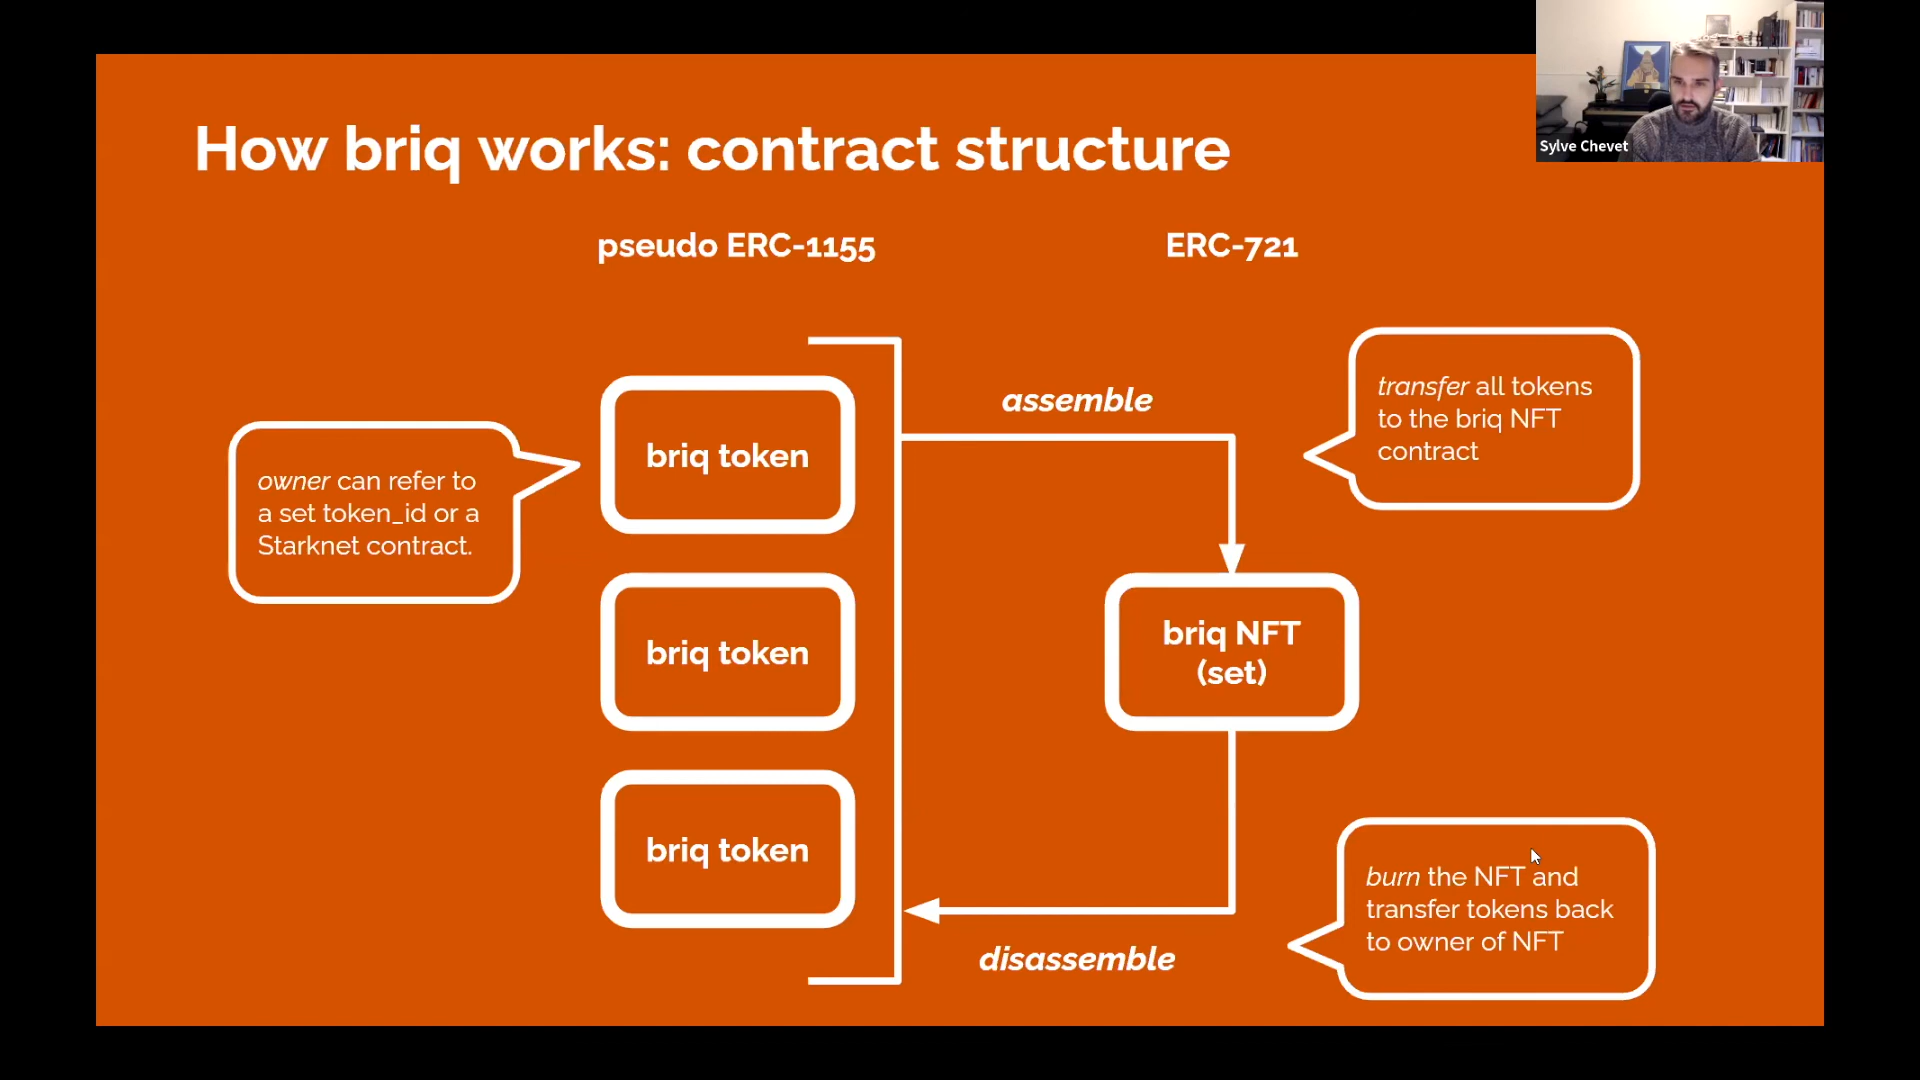 How briq works: contract structure
Sylve Chevet
pseudo ERC-1155
ERC-721
owner can refer to
a set token_id or a
Starknet contract.
briq token
briq token
briq token
assemble
transfer all tokens
to the briq NFT
contract
briq NFT
(set)
disassemble
burn the NFT and
transfer tokens back
to owner of NFT